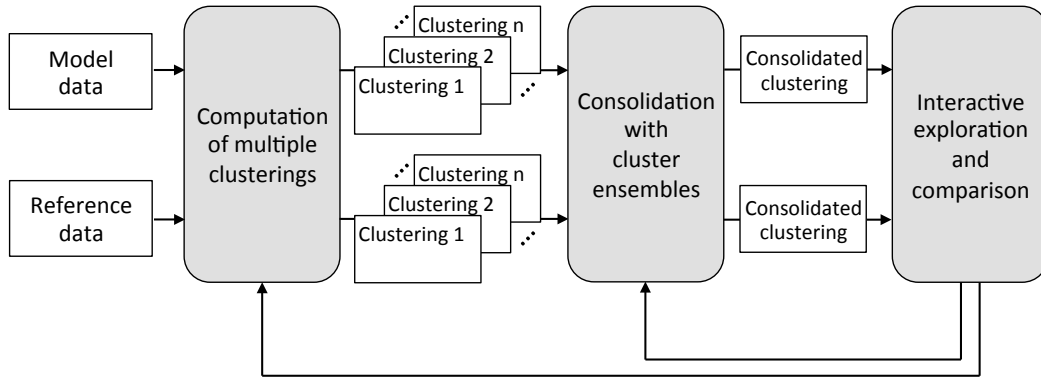 Model
data
Reference
data
Computation
of multiple
clusterings
Clustering n
Clustering 2
Clustering 1
Clustering n
Clustering 2
Clustering 1
Consolidation
with
cluster
ensembles
Consolidated
clustering
Consolidated
clustering
Interactive
exploration
and
comparison